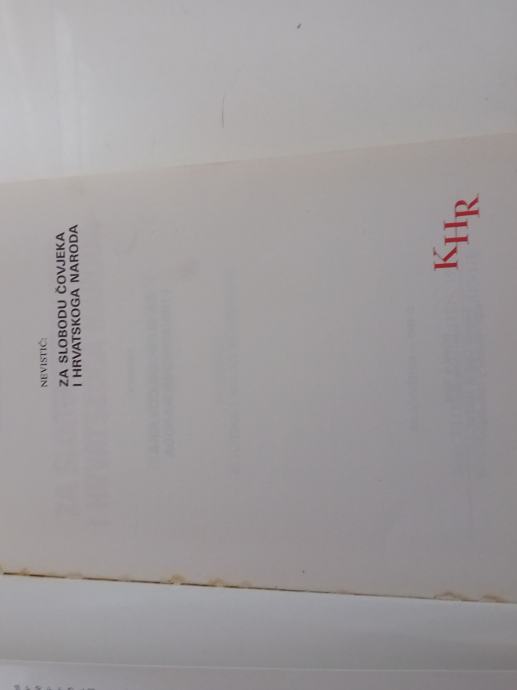 NEVISTIĆ:
ZA SLOBODU ČOVJEKA
I HRVATSKOGA NARODA
KHR